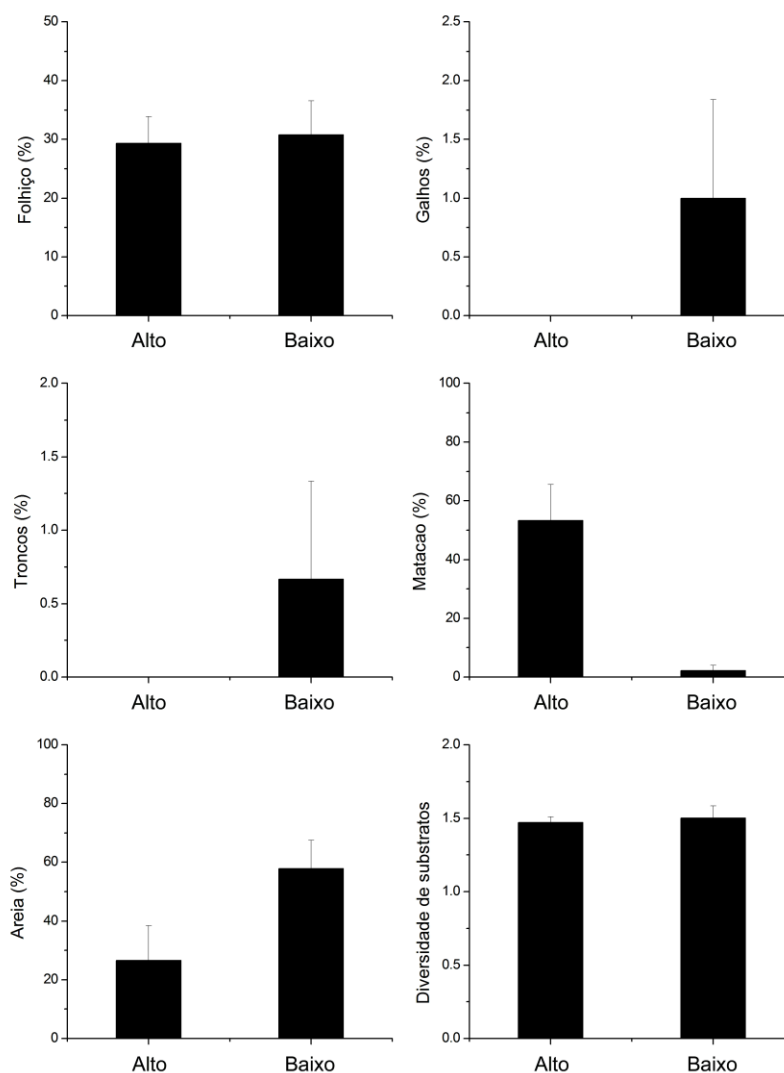 Folhiço (%)
50
40
30
20
10
0
Alto Baixo
Galhos (%)
2.5
2.0
1.5
1.0
0.5
0.0
Alto Baixo
Troncos (%)
2.0
1.5
1.0
0.5
0.0
Alto Baixo
Matacao (%)
100
80
60
40
20
0
Alto Baixo
Areia (%)
100
80
60
40
20
0
Alto Baixo
Diversidade de substratos
2.0
1.5
1.0
0.5
0.0
Alto Baixo